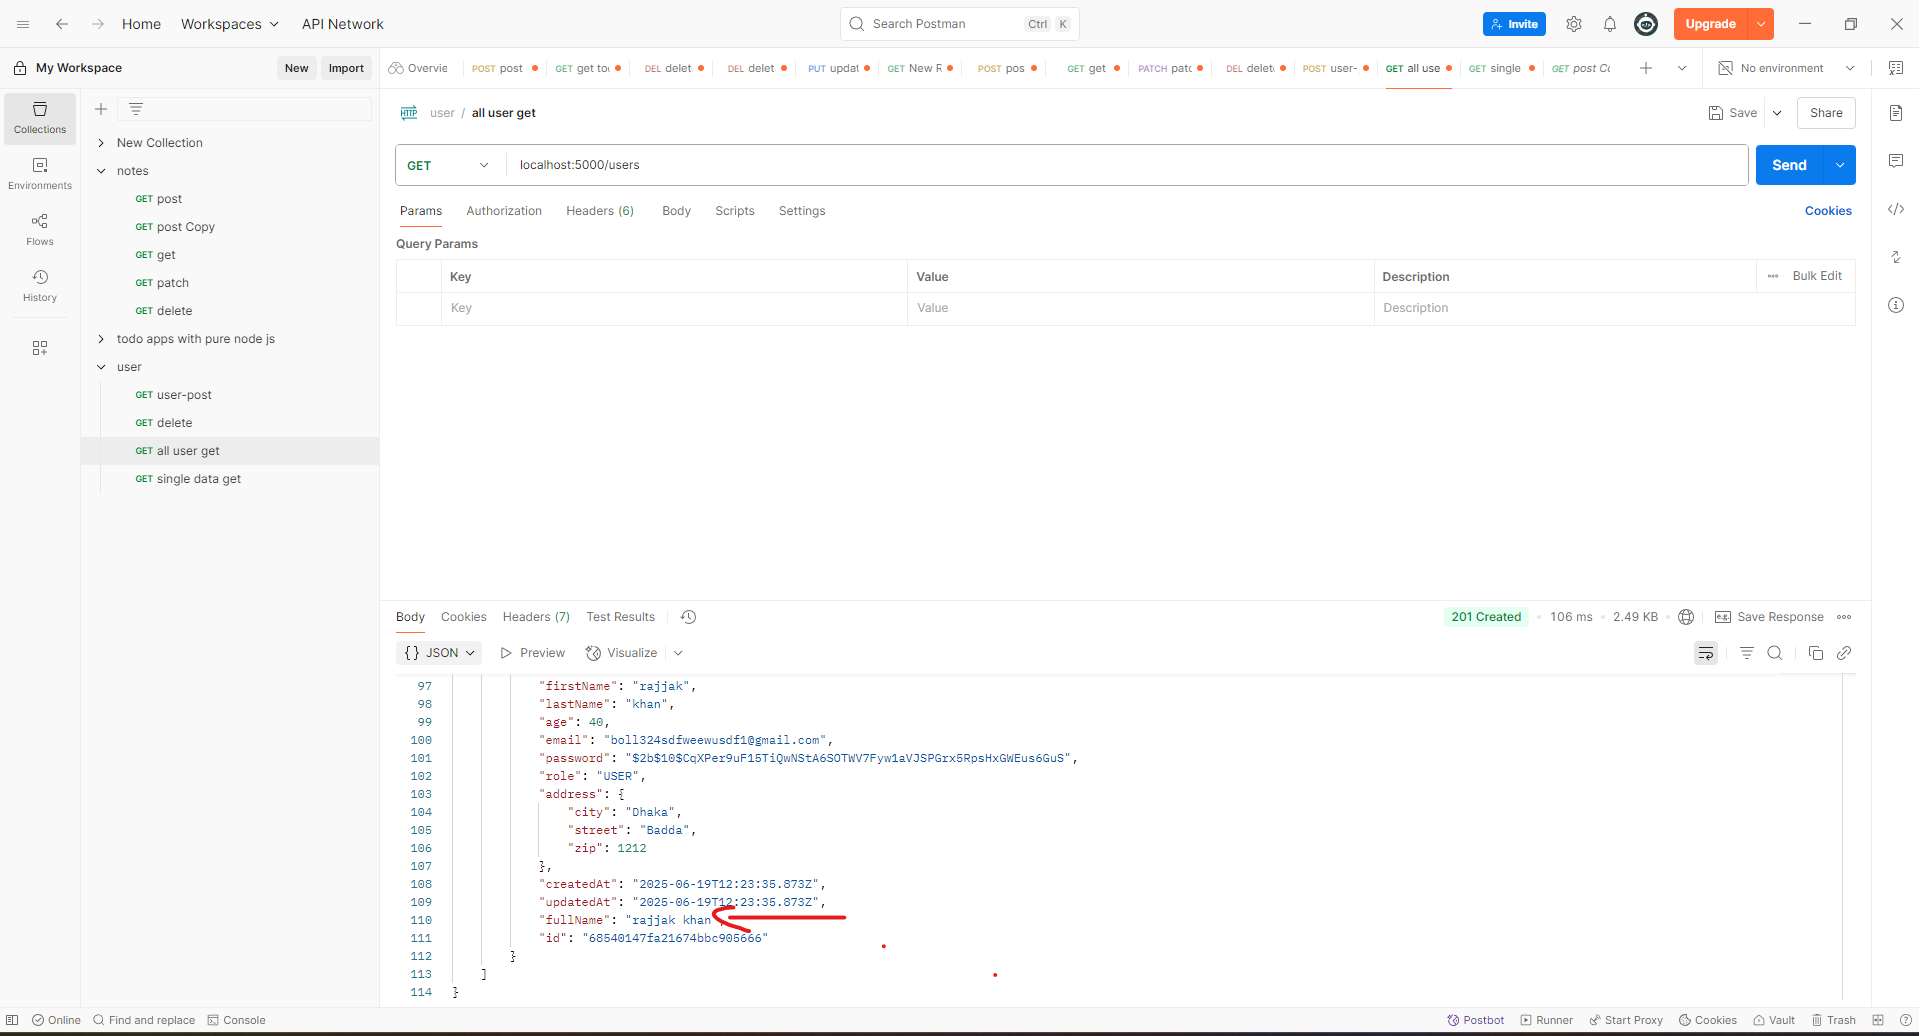 Home Workspaces API Network Search Postman Ctrl K Invite Upgrade
My Workspace New Import Overvie POST post GET get to DEL delet DEL delet PUT updat GET New R POST pos GET get PATCH patc DEL delet POST user- GET all use GET single GET post Co No environment
Collections
Environments
Flows
History
New Collection
notes
GET post
GET post Copy
GET get
GET patch
GET delete
todo apps with pure node js
user
GET user-post
GET delete
GET all user get
GET single data get
HTTP user / all user get Save Share
GET localhost:5000/users Send
Params Authorization Headers (6) Body Scripts Settings Cookies
Query Params
Key Value Description Bulk Edit
Key Value Description
Body Cookies Headers (7) Test Results 201 Created 106 ms 2.49 KB e.g. Save Response
{} JSON Preview Visualize
97 "firstName": "rajjak",
98 "lastName": "khan",
99 "age": 40,
100 "email": "boll324sdfweewusdf1@gmail.com",
101 "password": "$2b$10$CqXPer9uF15TiQwNStA6SOTWV7Fyw1aVJSPGrx5RpsHxGWEus6GuS",
102 "role": "USER",
103 "address": {
104 "city": "Dhaka",
105 "street": "Badda",
106 "zip": 1212
107 },
108 "createdAt": "2025-06-19T12:23:35.873Z",
109 "updatedAt": "2025-06-19T12:23:35.873Z",
110 "fullName": "rajjak khan",
111 "id": "68540147fa21674bbc905666"
112 }
113 ]
114 }
Online Find and replace Console Postbot Runner Start Proxy Cookies Vault Trash